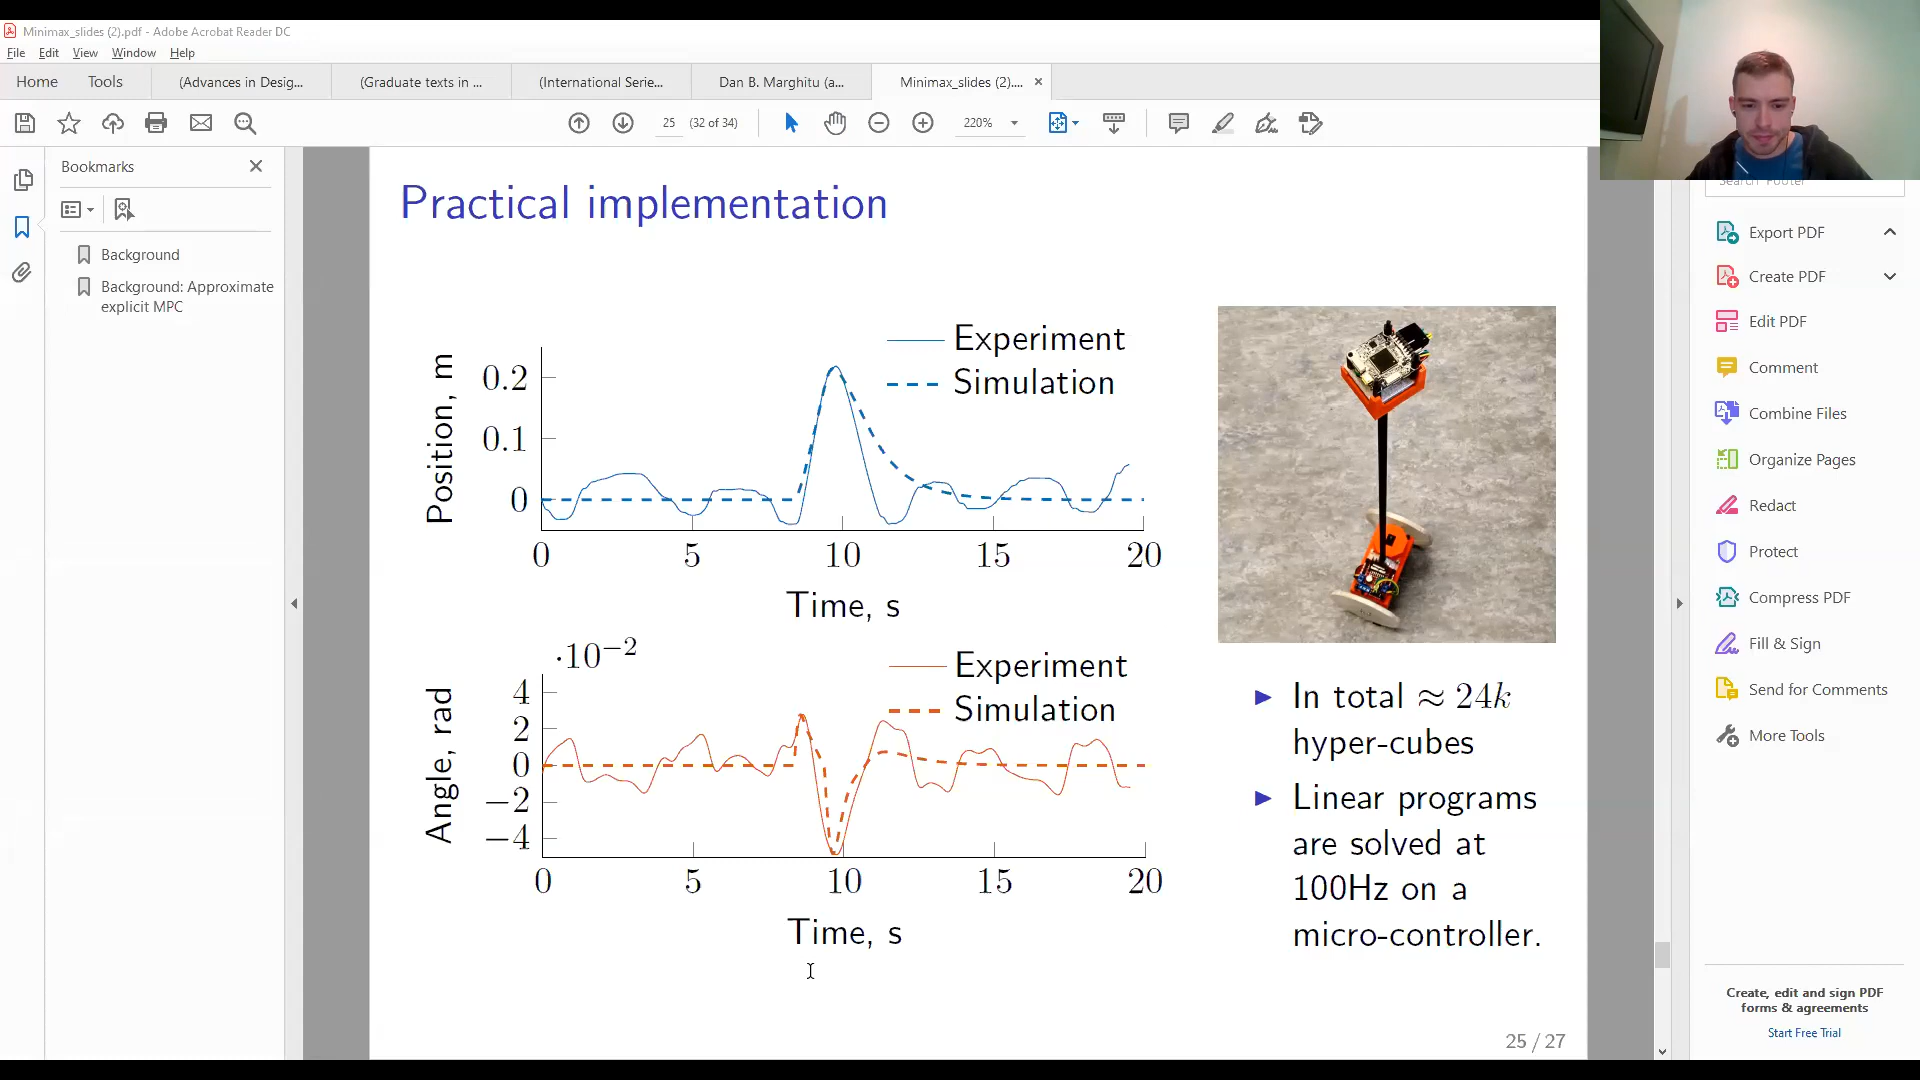 Minimax_slides (2).pdf - Adobe Acrobat Reader DC
File Edit View Window Help
Home Tools (Advances in Desig... (Graduate texts in ... (International Serie... Dan B. Marghitu (a... Minimax_slides (2)....
25 (32 of 34) 220%
Bookmarks
Background
Background: Approximate
explicit MPC
Practical implementation
Experiment
Simulation
Position, m
0.2
0.1
0
0 5 10 15 20
Time, s
·10⁻²
Experiment
Simulation
Angle, rad
4
2
0
−2
−4
0 5 10 15 20
Time, s
▶ In total ≈ 24k
hyper-cubes
▶ Linear programs
are solved at
100Hz on a
micro-controller.
25 / 27
Export PDF
Create PDF
Edit PDF
Comment
Combine Files
Organize Pages
Redact
Protect
Compress PDF
Fill & Sign
Send for Comments
More Tools
Create, edit and sign PDF
forms & agreements
Start Free Trial